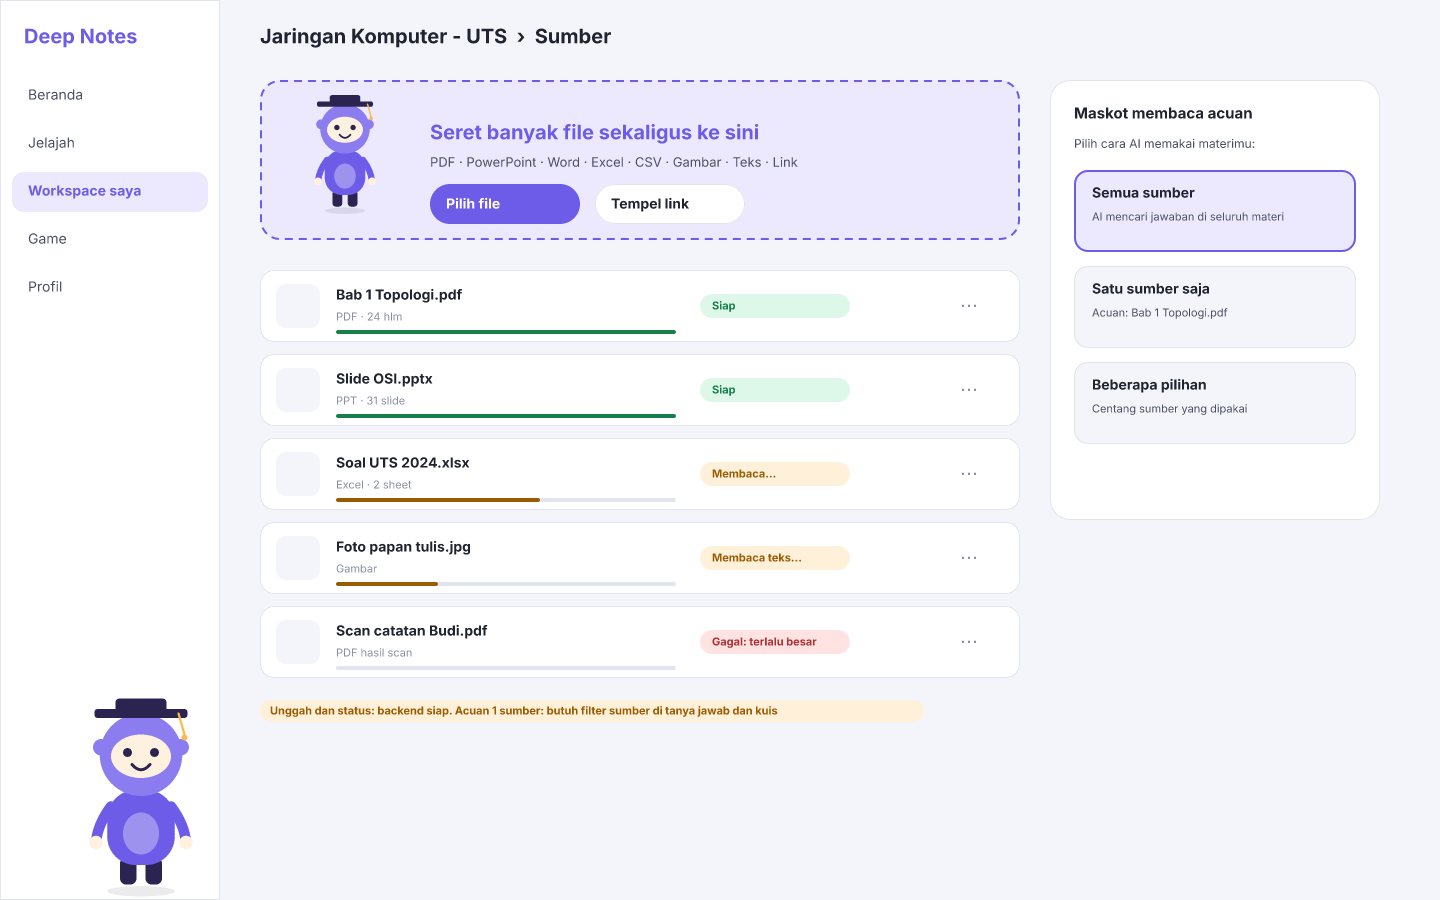 Deep Notes
Beranda
Jelajah
Workspace saya
Game
Profil
Jaringan Komputer - UTS › Sumber
Seret banyak file sekaligus ke sini
PDF · PowerPoint · Word · Excel · CSV · Gambar · Teks · Link
Pilih file
Tempel link
Bab 1 Topologi.pdf
PDF · 24 hlm
Siap
...
Slide OSI.pptx
PPT · 31 slide
Siap
...
Soal UTS 2024.xlsx
Excel · 2 sheet
Membaca...
...
Foto papan tulis.jpg
Gambar
Membaca teks...
...
Scan catatan Budi.pdf
PDF hasil scan
Gagal: terlalu besar
...
Unggah dan status: backend siap. Acuan 1 sumber: butuh filter sumber di tanya jawab dan kuis
Maskot membaca acuan
Pilih cara AI memakai materimu:
Semua sumber
AI mencari jawaban di seluruh materi
Satu sumber saja
Acuan: Bab 1 Topologi.pdf
Beberapa pilihan
Centang sumber yang dipakai